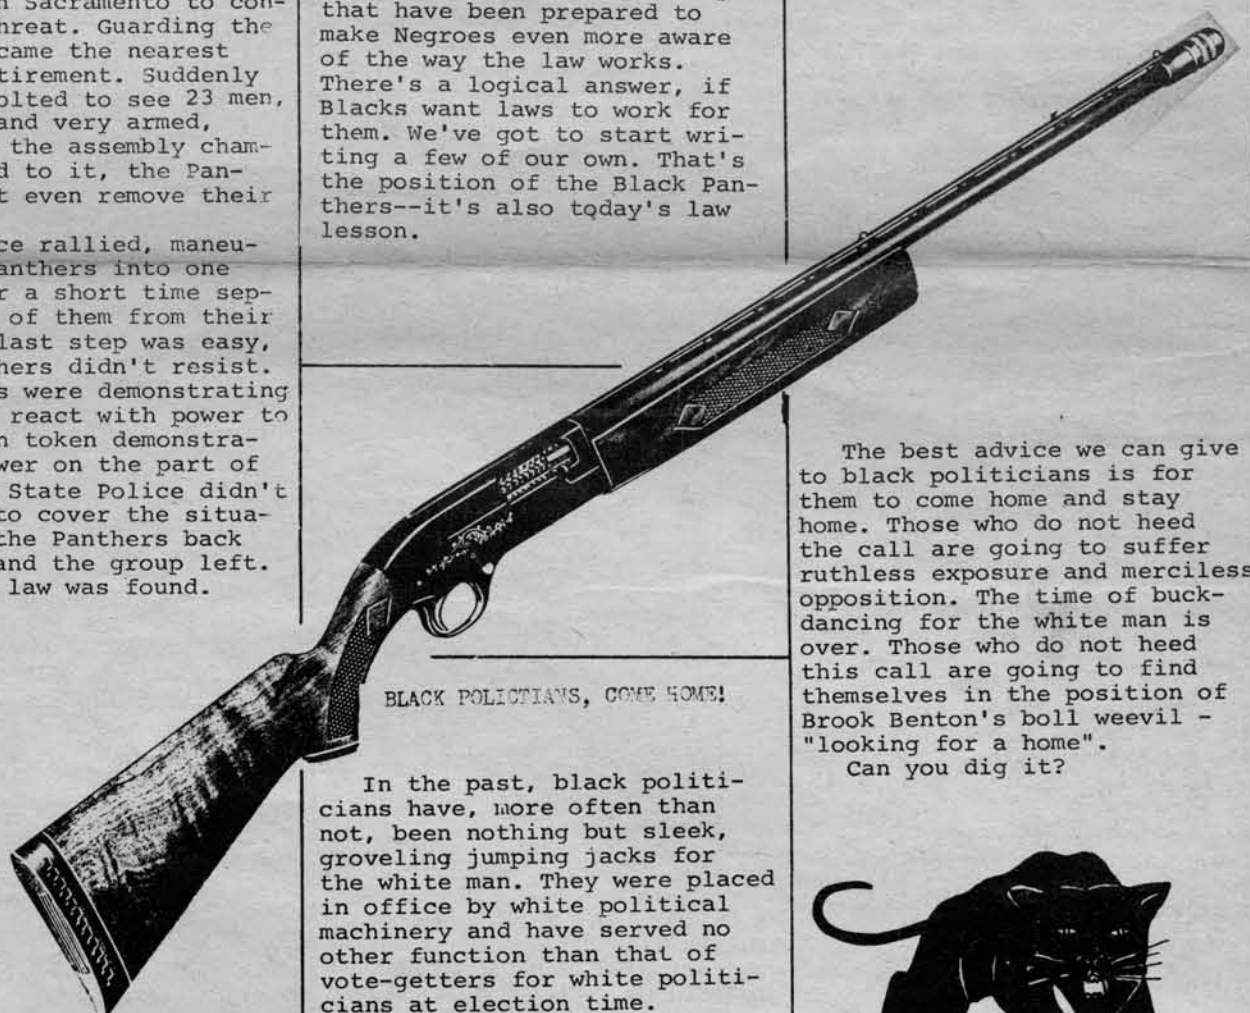 n Sacramento to con-
hreat. Guarding the
came the nearest
tirement. Suddenly
olted to see 23 men,
and very armed,
the assembly cham-
d to it, the Pan-
t even remove their
ce rallied, maneu-
anthers into one
r a short time sep-
of them from their
last step was easy,
hers didn't resist.
s were demonstrating
react with power to
n token demonstra-
wer on the part of
State Police didn't
to cover the situa-
the Panthers back
and the group left.
law was found.
that have been prepared to
make Negroes even more aware
of the way the law works.
There's a logical answer, if
Blacks want laws to work for
them. We've got to start wri-
ting a few of our own. That's
the position of the Black Pan-
thers--it's also today's law
lesson.
BLACK POLICTIANS, COME HOME!
In the past, black politi-
cians have, more often than
not, been nothing but sleek,
groveling jumping jacks for
the white man. They were placed
in office by white political
machinery and have served no
other function than that of
vote-getters for white politi-
cians at election time.
The best advice we can give
to black politicians is for
them to come home and stay
home. Those who do not heed
the call are going to suffer
ruthless exposure and merciless
opposition. The time of buck-
dancing for the white man is
over. Those who do not heed
this call are going to find
themselves in the position of
Brook Benton's boll weevil -
"looking for a home".
Can you dig it?